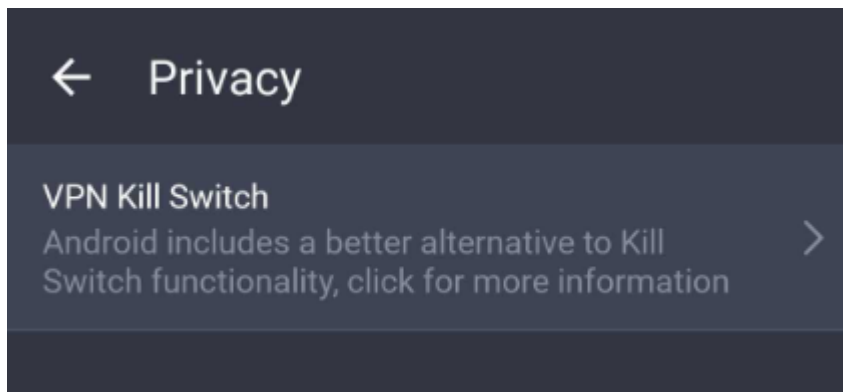 Privacy
VPN Kill Switch
Android includes a better alternative to Kill
Switch functionality, click for more information